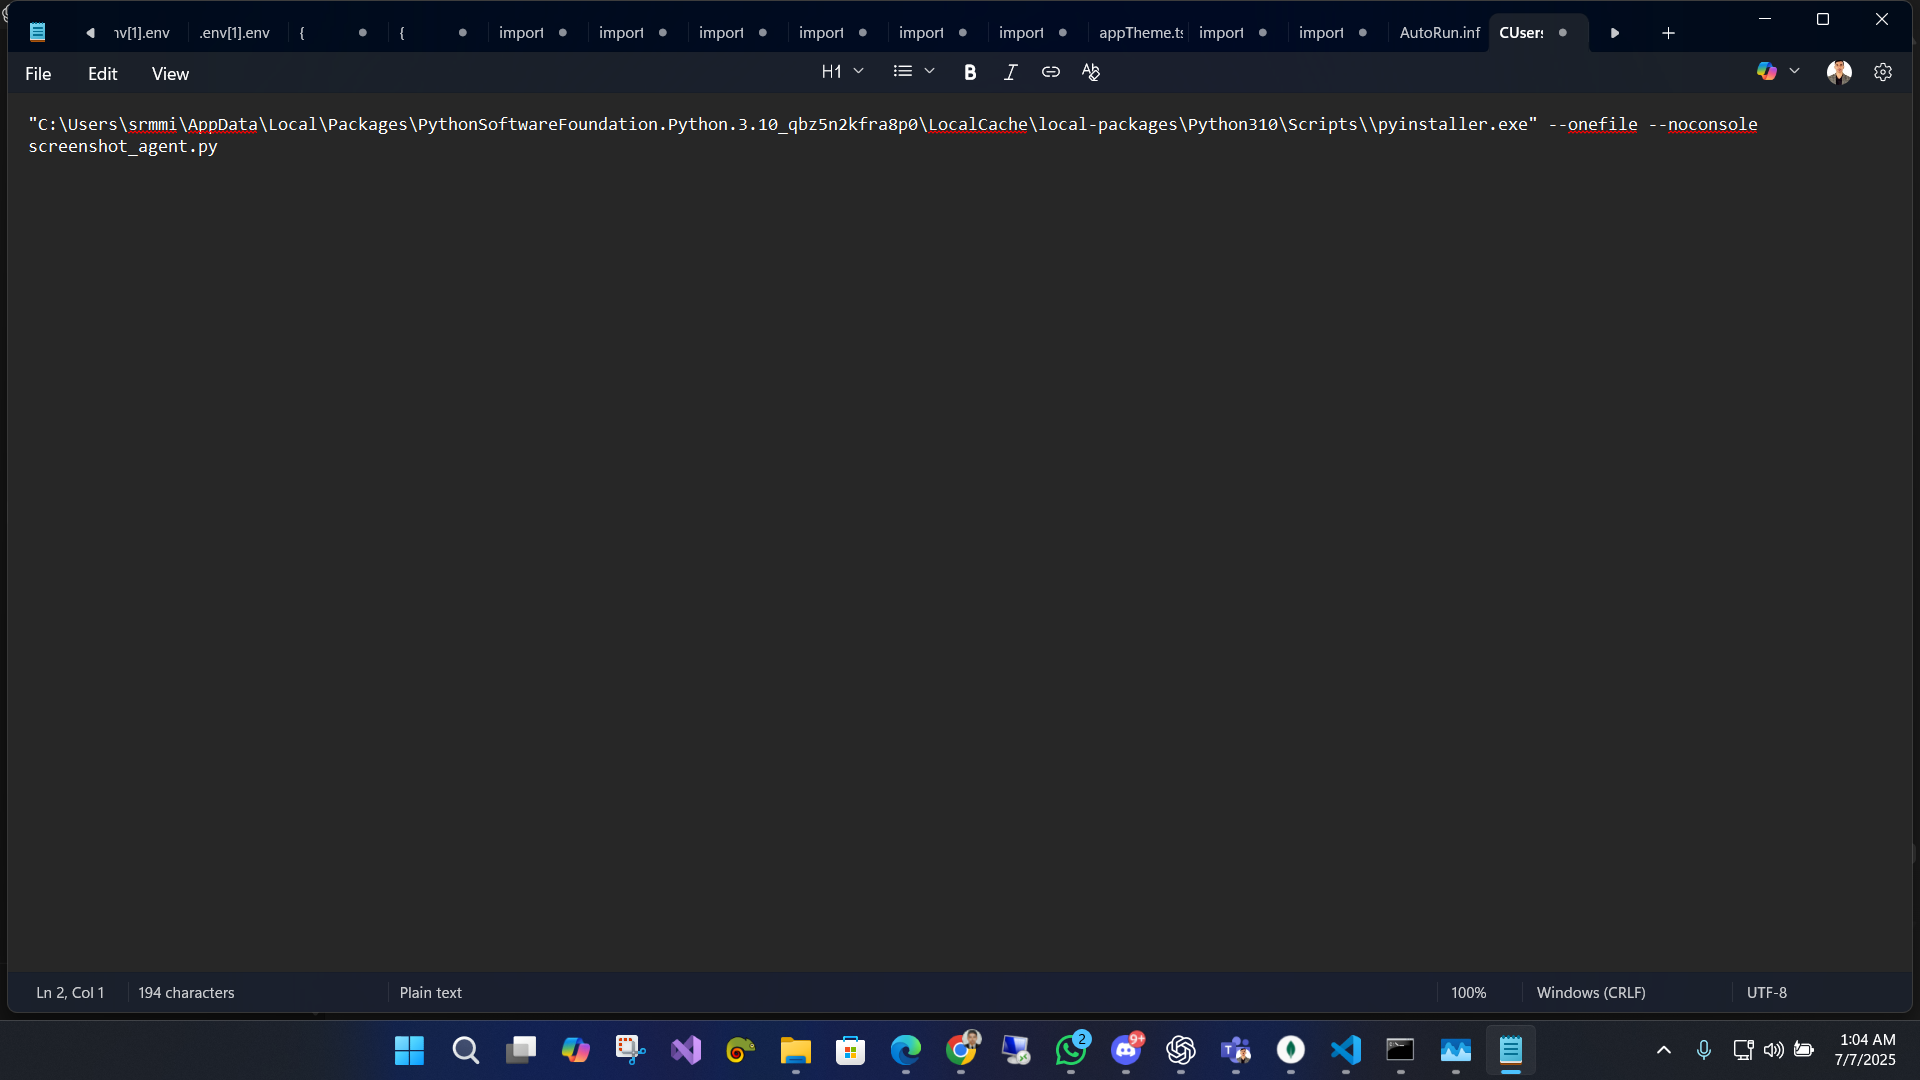 nv[1].env .env[1].env { { import import import import import import appTheme.ts import import AutoRun.inf CUsers
File Edit View H1
"C:\Users\srmmi\AppData\Local\Packages\PythonSoftwareFoundation.Python.3.10_qbz5n2kfra8p0\LocalCache\local-packages\Python310\Scripts\\pyinstaller.exe" --onefile --noconsole
screenshot_agent.py
Ln 2, Col 1 194 characters Plain text 100% Windows (CRLF) UTF-8
2 9+ 1:04 AM
7/7/2025